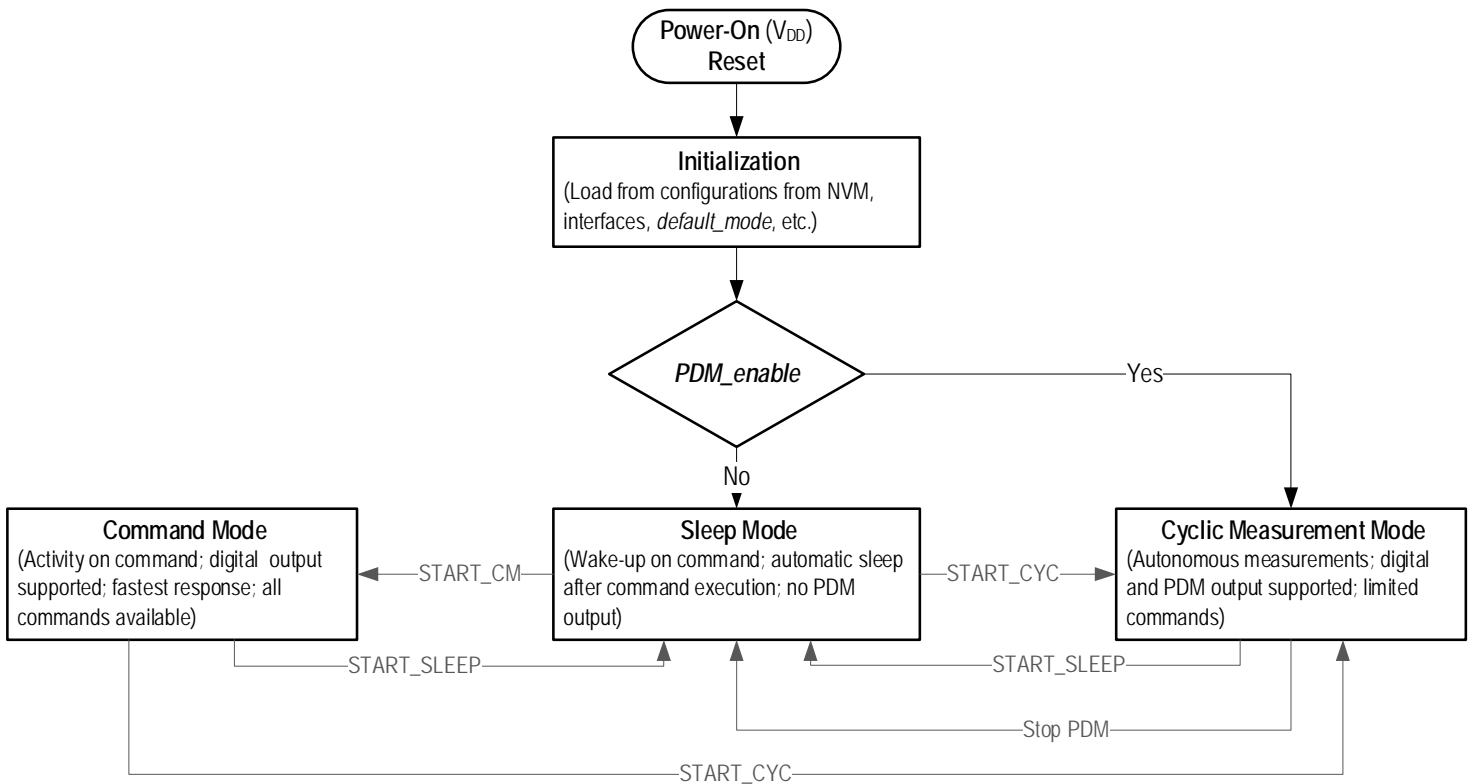 Power-On (VDD)
Reset
Initialization
(Load from configurations from NVM,
interfaces, default_mode, etc.)
PDM_enable
Yes
No
Command Mode
(Activity on command; digital output
supported; fastest response; all
commands available)
START_CM
Sleep Mode
(Wake-up on command; automatic sleep
after command execution; no PDM
output)
START_CYC
Cyclic Measurement Mode
(Autonomous measurements; digital
and PDM output supported; limited
commands)
START_SLEEP
START_SLEEP
Stop PDM
START_CYC